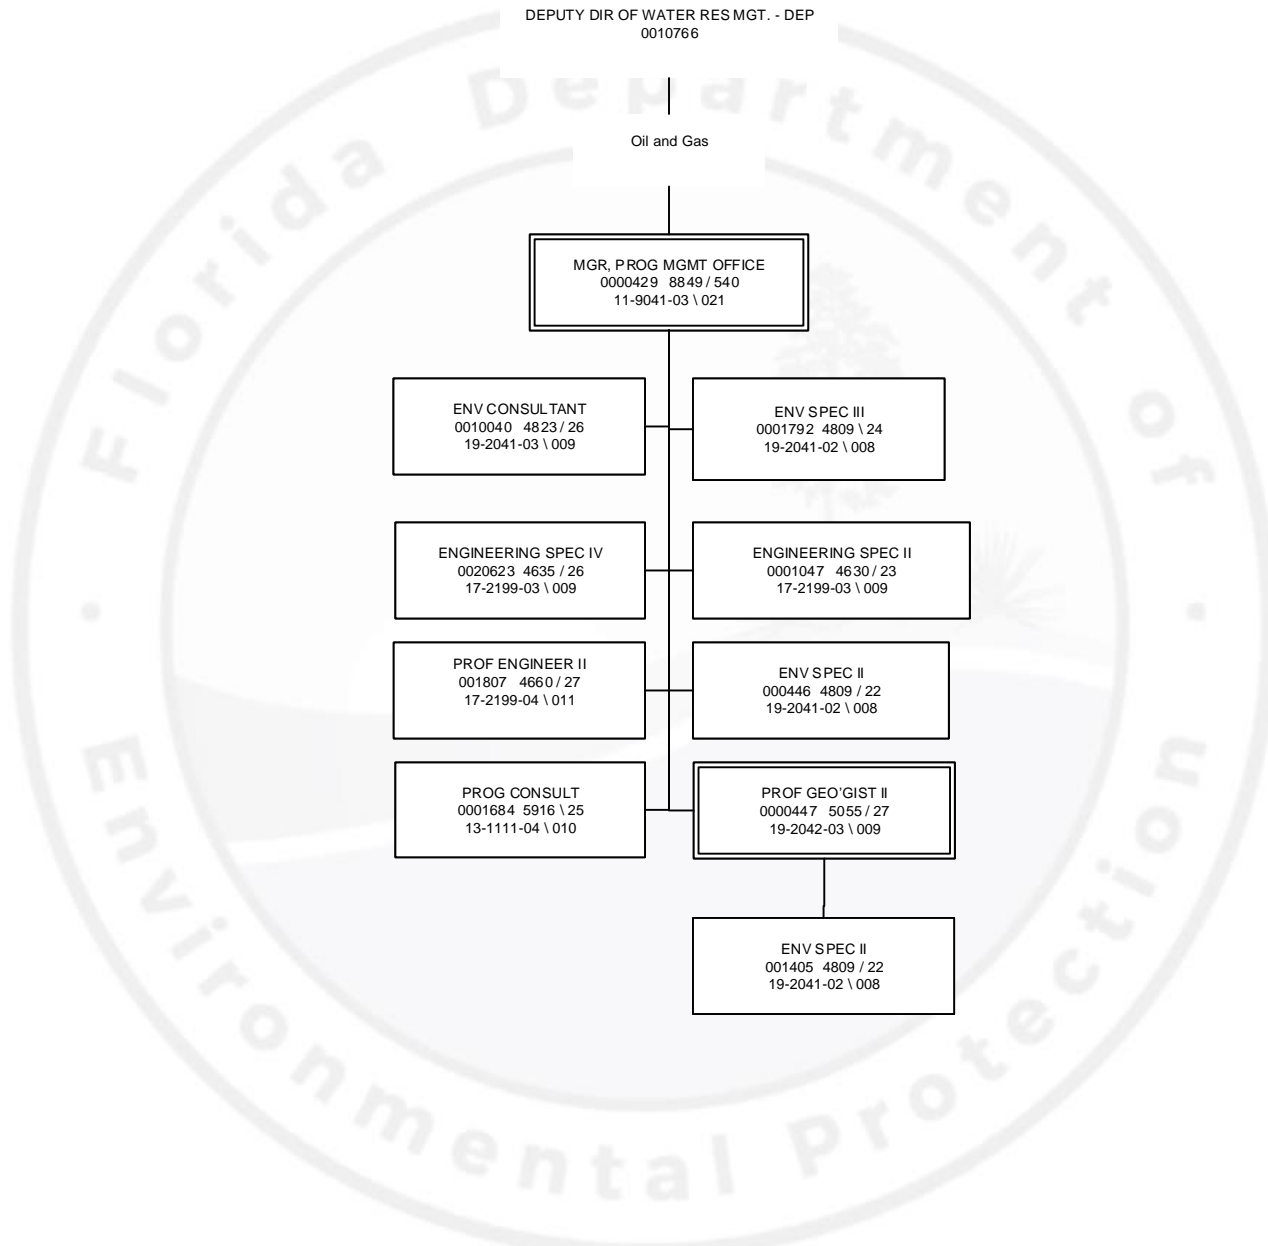 DEPUTY DIR OF WATER RES MGT. - DEP
0010766
Oil and Gas
MGR, PROG MGMT OFFICE
0000429 8849 / 540
11-9041-03 \ 021
ENV CONSULTANT
0010040 4823 / 26
19-2041-03 \ 009
ENV SPEC III
0001792 4809 \ 24
19-2041-02 \ 008
ENGINEERING SPEC IV
0020623 4635 / 26
17-2199-03 \ 009
ENGINEERING SPEC II
0001047 4630 / 23
17-2199-03 \ 009
PROF ENGINEER II
001807 4660 / 27
17-2199-04 \ 011
ENV SPEC II
000446 4809 / 22
19-2041-02 \ 008
PROG CONSULT
0001684 5916 \ 25
13-1111-04 \ 010
PROF GEO'GIST II
0000447 5055 / 27
19-2042-03 \ 009
ENV SPEC II
001405 4809 / 22
19-2041-02 \ 008
Florida Department of
Environmental Protection